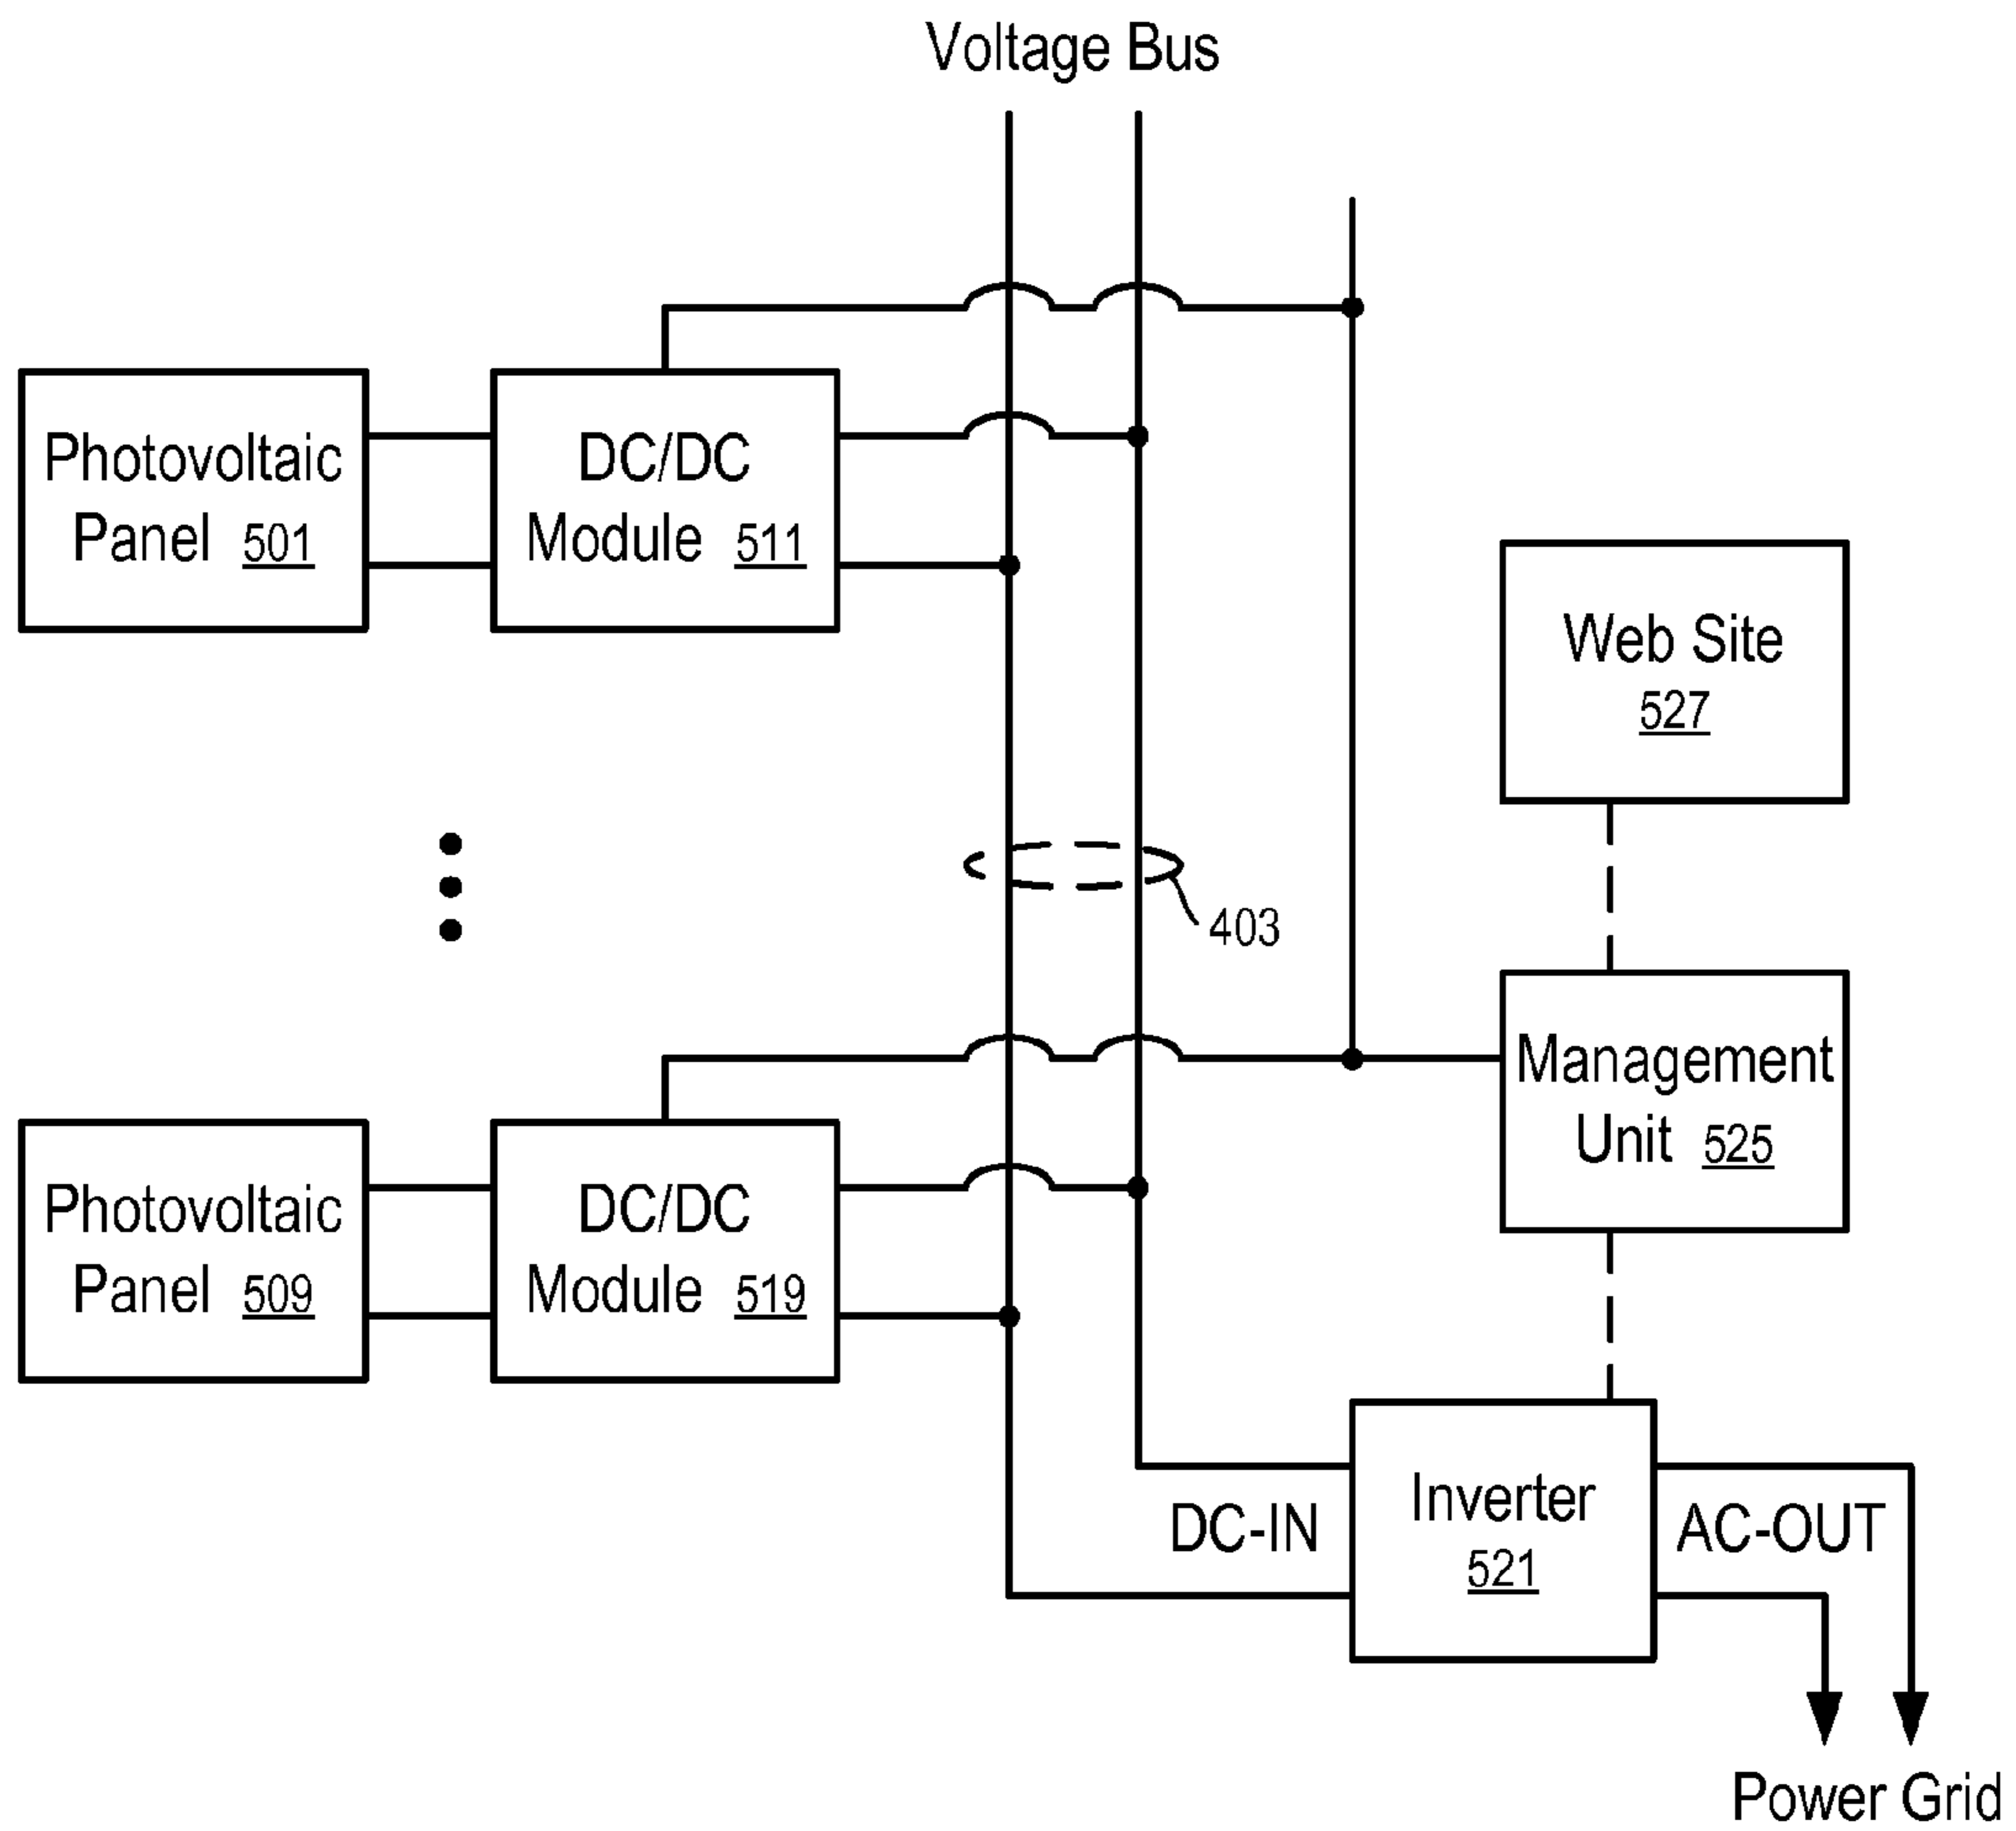 Voltage Bus
Photovoltaic
Panel 501
DC/DC
Module 511
Web Site
527
403
Management
Unit 525
Photovoltaic
Panel 509
DC/DC
Module 519
DC-IN
Inverter
521
AC-OUT
Power Grid